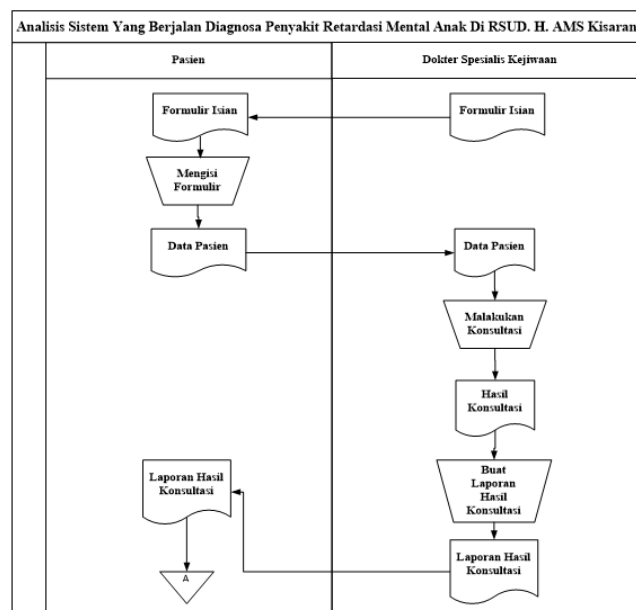 Analisis Sistem Yang Berjalan Diagnosa Penyakit Retardasi Mental Anak Di RSUD. H. AMS Kisaran
Pasien
Dokter Spesialis Kejiwaan
Formulir Isian
Formulir Isian
Mengisi
Formulir
Data Pasien
Data Pasien
Malakukan
Konsultasi
Hasil
Konsultasi
Buat
Laporan
Hasil
Konsultasi
Laporan Hasil
Konsultasi
Laporan Hasil
Konsultasi
A